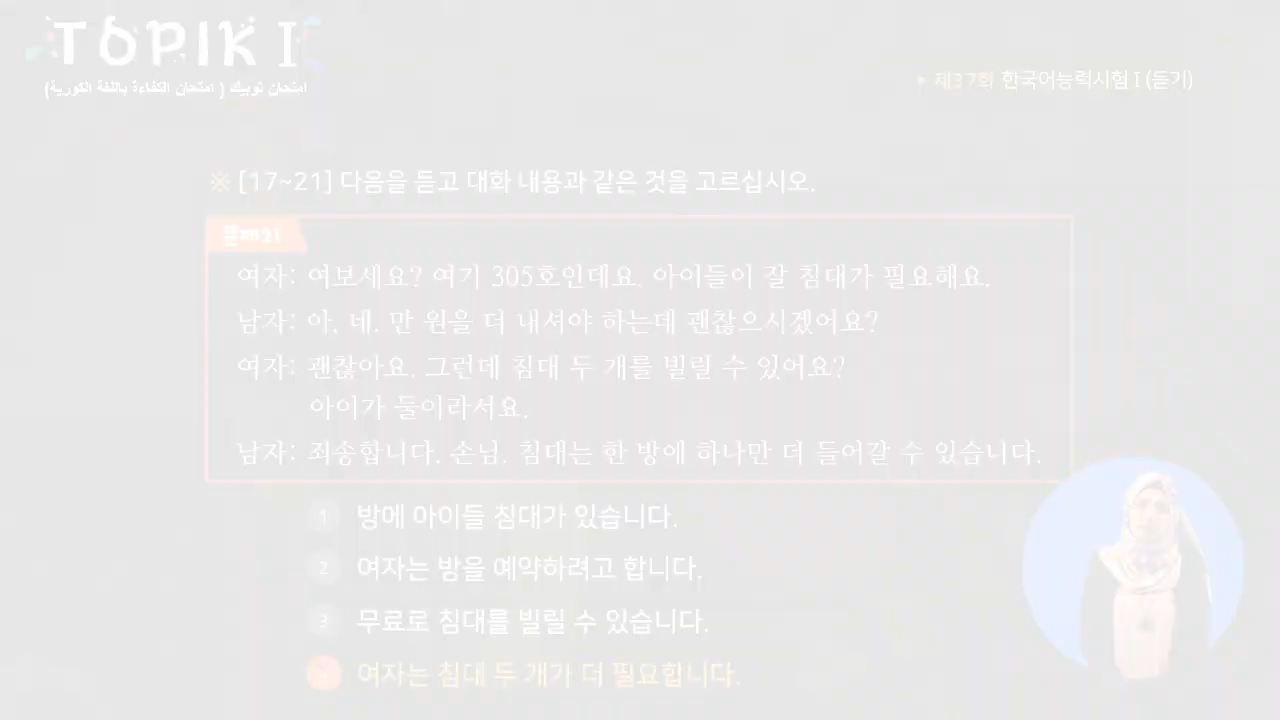 TOPIK I
امتحان توبيك ( امتحان الكفاءة باللغة الكورية)
제37회 한국어능력시험 I (듣기)
※ [17~21] 다음을 듣고 대화 내용과 같은 것을 고르십시오.
문제21
여자: 여보세요? 여기 305호인데요. 아이들이 잘 침대가 필요해요.
남자: 아, 네. 만 원을 더 내셔야 하는데 괜찮으시겠어요?
여자: 괜찮아요. 그런데 침대 두 개를 빌릴 수 있어요?
아이가 둘이라서요.
남자: 죄송합니다. 손님. 침대는 한 방에 하나만 더 들어갈 수 있습니다.
1 방에 아이들 침대가 있습니다.
2 여자는 방을 예약하려고 합니다.
3 무료로 침대를 빌릴 수 있습니다.
여자는 침대 두 개가 더 필요합니다.